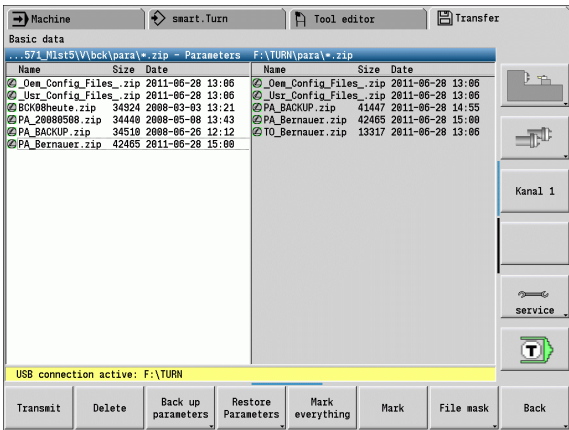 Machine
smart.Turn
Tool editor
Transfer
Basic data
...571_Mlst5\V\bck\para\*.zip - Parameters F:\TURN\para\*.zip
Name Size Date
_Oem_Config_Files_.zip 2011-06-28 13:06
_Usr_Config_Files_.zip 2011-06-28 13:06
BCK08heute.zip 34924 2008-03-03 13:21
PA_20080508.zip 34440 2008-05-08 13:43
PA_BACKUP.zip 34510 2008-06-26 12:12
PA_Bernauer.zip 42465 2011-06-28 15:00
Name Size Date
_Oem_Config_Files_.zip 2011-06-28 13:06
_Usr_Config_Files_.zip 2011-06-28 13:06
PA_BACKUP.zip 41447 2011-06-28 14:55
PA_Bernauer.zip 42465 2011-06-28 15:00
TO_Bernauer.zip 13317 2011-06-28 13:06
Kanal 1
service
T
USB connection active: F:\TURN
Transmit
Delete
Back up
parameters
Restore
Parameters
Mark
everything
Mark
File mask
Back